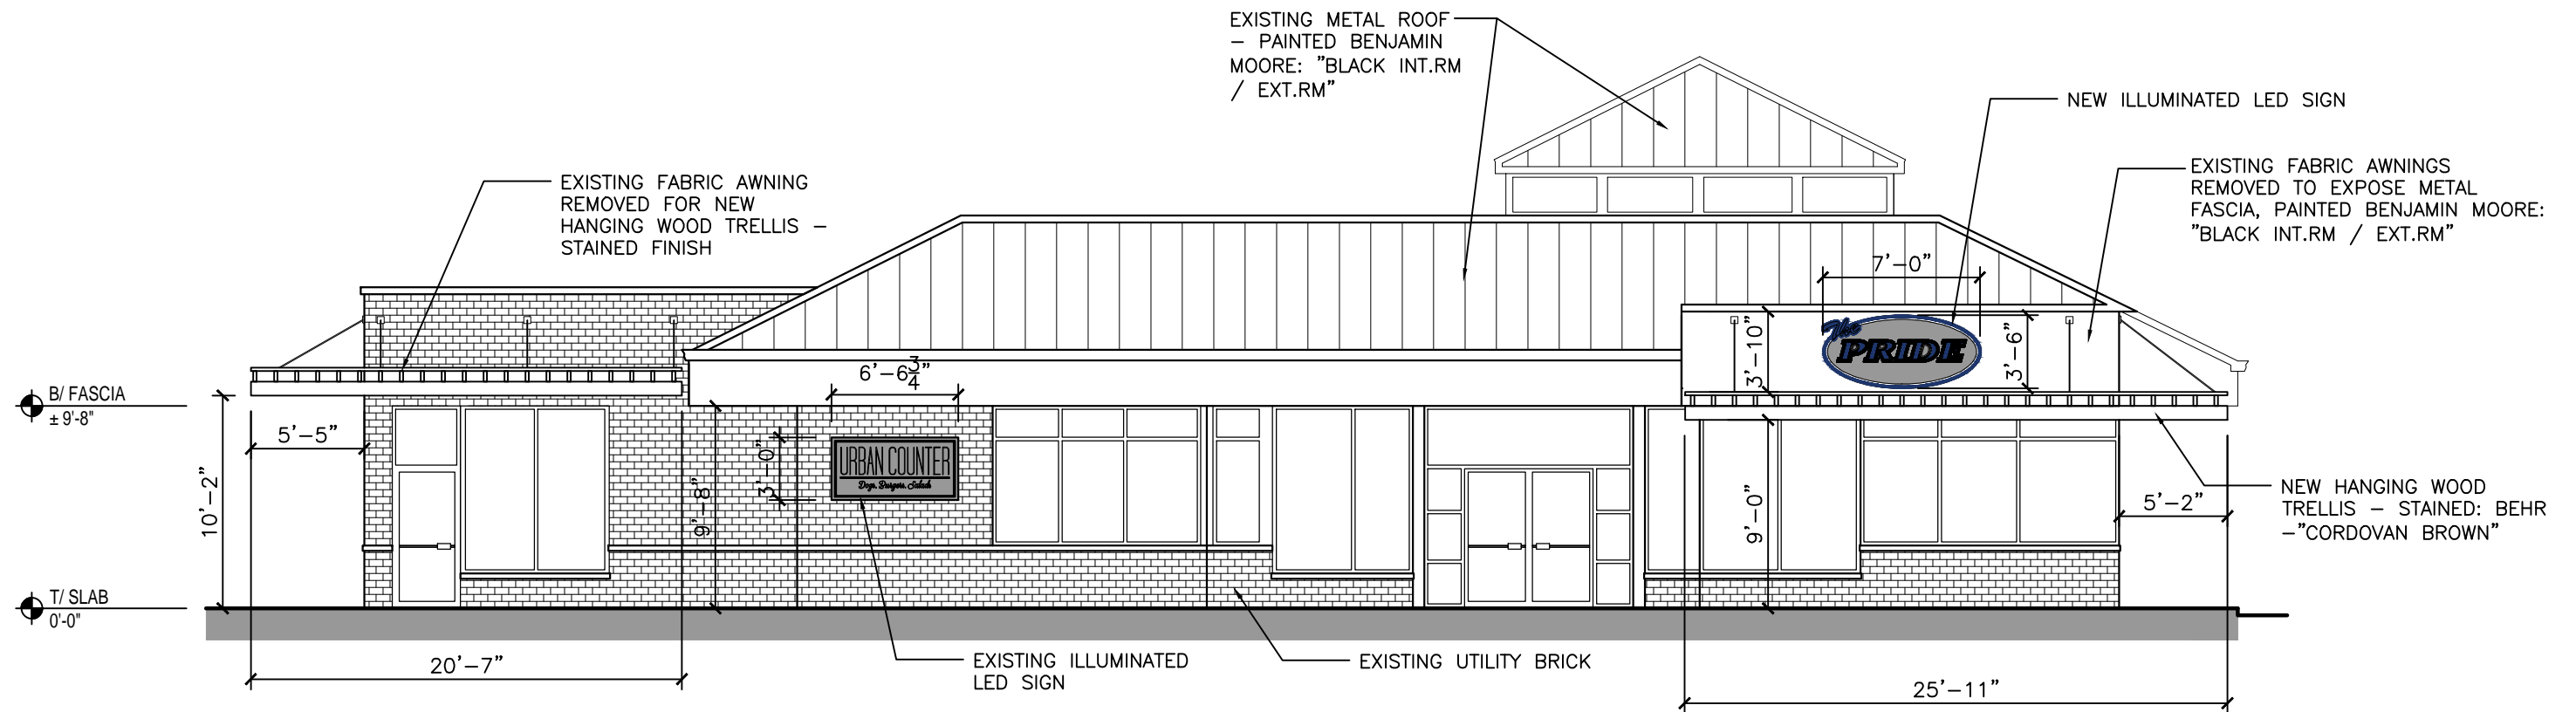 EXISTING METAL ROOF
– PAINTED BENJAMIN
MOORE: "BLACK INT.RM
/ EXT.RM"
NEW ILLUMINATED LED SIGN
EXISTING FABRIC AWNINGS
REMOVED TO EXPOSE METAL
FASCIA, PAINTED BENJAMIN MOORE:
"BLACK INT.RM / EXT.RM"
EXISTING FABRIC AWNING
REMOVED FOR NEW
HANGING WOOD TRELLIS –
STAINED FINISH
7'-0"
3'-10"
The
PRIDE
3'-6"
6'-6 3/4"
B/ FASCIA
± 9'-8"
5'-5"
10'-2"
9'-8"
3'-0"
URBAN COUNTER
Dogs, Burgers, Salads
9'-0"
5'-2"
NEW HANGING WOOD
TRELLIS – STAINED: BEHR
–"CORDOVAN BROWN"
T/ SLAB
0'-0"
20'-7"
EXISTING ILLUMINATED
LED SIGN
EXISTING UTILITY BRICK
25'-11"